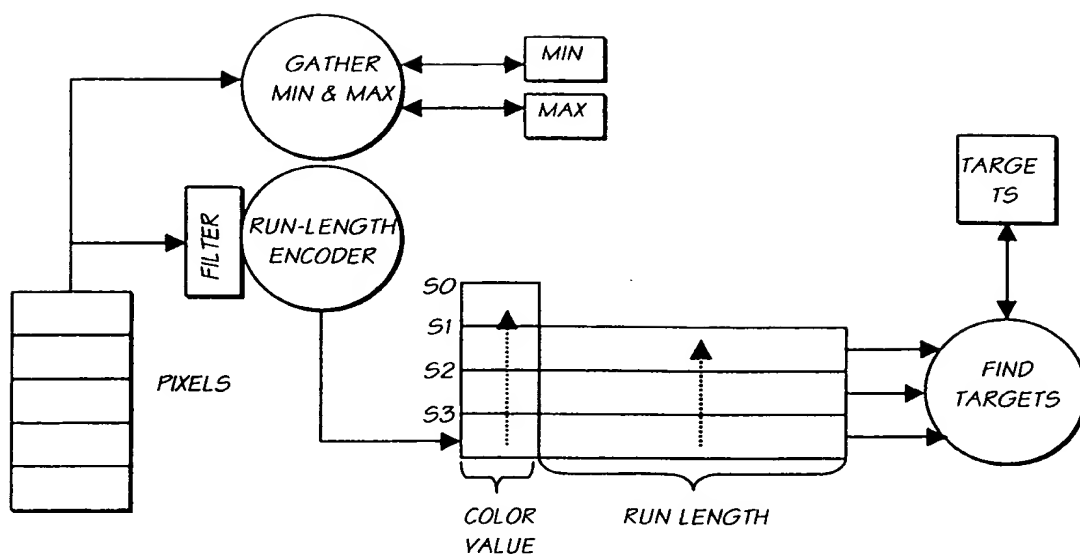 GATHER
MIN & MAX
MIN
MAX
FILTER
RUN-LENGTH
ENCODER
TARGE
TS
PIXELS
S0
S1
S2
S3
FIND
TARGETS
COLOR
VALUE
RUN LENGTH